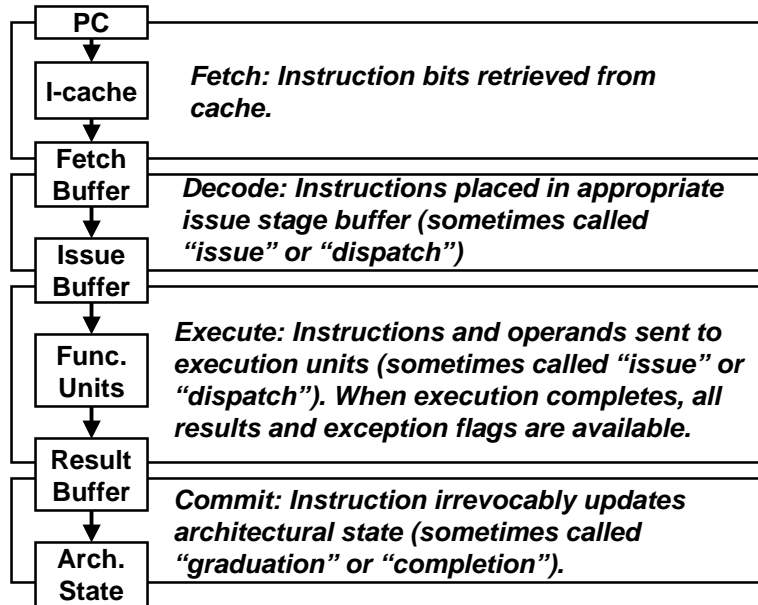 PC
I-cache
Fetch: Instruction bits retrieved from
cache.
Fetch
Buffer
Decode: Instructions placed in appropriate
issue stage buffer (sometimes called
“issue” or “dispatch”)
Issue
Buffer
Func.
Units
Execute: Instructions and operands sent to
execution units (sometimes called “issue” or
“dispatch”). When execution completes, all
results and exception flags are available.
Result
Buffer
Commit: Instruction irrevocably updates
architectural state (sometimes called
“graduation” or “completion”).
Arch.
State